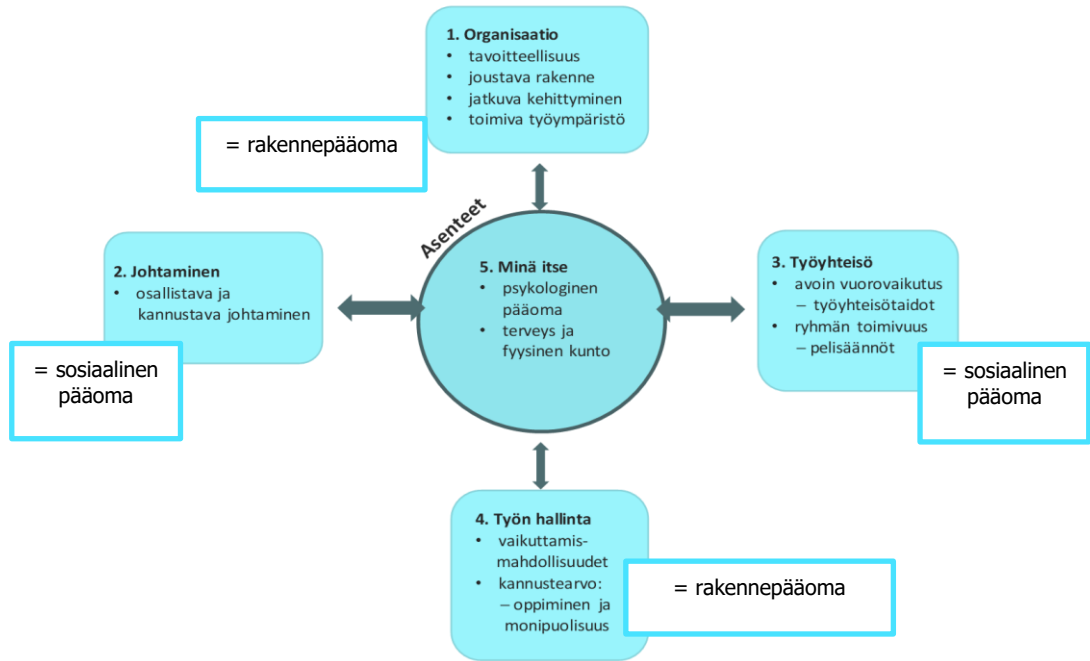 1. Organisaatio
• tavoitteellisuus
• joustava rakenne
• jatkuva kehittyminen
• toimiva työympäristö
= rakennepääoma
Asenteet
2. Johtaminen
• osallistava ja
kannustava johtaminen
= sosiaalinen
pääoma
5. Minä itse
• psykologinen
pääoma
• terveys ja
fyysinen kunto
3. Työyhteisö
• avoin vuorovaikutus
– työyhteisötaidot
• ryhmän toimivuus
– pelisäännöt
= sosiaalinen
pääoma
4. Työn hallinta
• vaikuttamis-
mahdollisuudet
• kannustearvo:
– oppiminen ja
monipuolisuus
= rakennepääoma